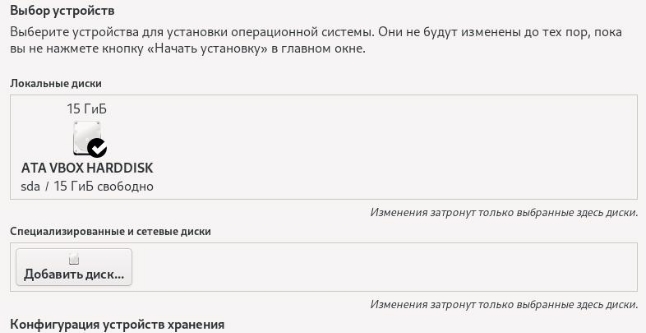 Выбор устройств
Выберите устройства для установки операционной системы. Они не будут изменены до тех пор, пока
вы не нажмете кнопку «Начать установку» в главном окне.
Локальные диски
15 ГиБ
ATA VBOX HARDDISK
sda / 15 ГиБ свободно
Изменения затронут только выбранные здесь диски.
Специализированные и сетевые диски
Добавить диск...
Изменения затронут только выбранные здесь диски.
Конфигурация устройств хранения